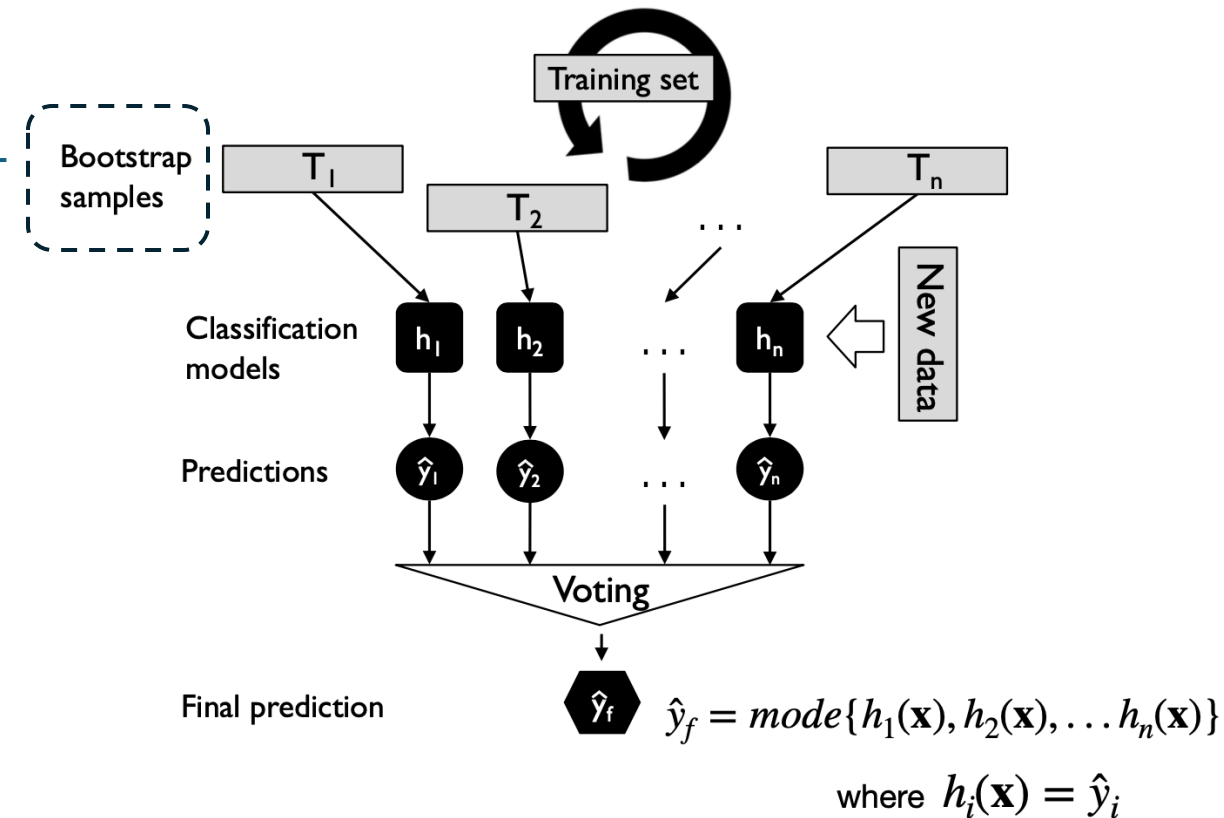 Training set
Bootstrap
samples
T₁
T₂
. . .
Tₙ
New data
Classification
models
h₁
h₂
. . .
hₙ
Predictions
ŷ₁
ŷ₂
. . .
ŷₙ
Voting
Final prediction
ŷf
ŷf = mode{h₁(x), h₂(x), . . . hₙ(x)}
where hᵢ(x) = ŷᵢ